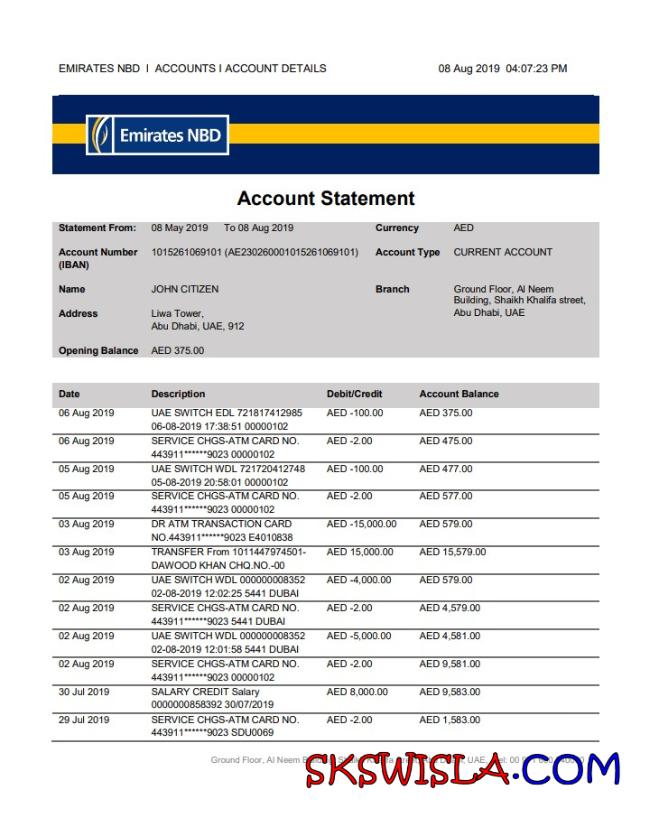 EMIRATES NBD I ACCOUNTS I ACCOUNT DETAILS 08 Aug 2019 04:07:23 PM
Emirates NBD
Account Statement
Statement From: 08 May 2019 To 08 Aug 2019 Currency AED
Account Number 1015261069101 (AE230260001015261069101) Account Type CURRENT ACCOUNT
(IBAN)
Name JOHN CITIZEN Branch Ground Floor, Al Neem
Building, Shaikh Khalifa street,
Address Liwa Tower, Abu Dhabi, UAE
Abu Dhabi, UAE, 912
Opening Balance AED 375.00
Date Description Debit/Credit Account Balance
06 Aug 2019 UAE SWITCH EDL 721817412985 AED -100.00 AED 375.00
06-08-2019 17:38:51 00000102
06 Aug 2019 SERVICE CHGS-ATM CARD NO. AED -2.00 AED 475.00
443911******9023 00000102
05 Aug 2019 UAE SWITCH WDL 721720412748 AED -100.00 AED 477.00
05-08-2019 20:58:01 00000102
05 Aug 2019 SERVICE CHGS-ATM CARD NO. AED -2.00 AED 577.00
443911******9023 00000102
03 Aug 2019 DR ATM TRANSACTION CARD AED -15,000.00 AED 579.00
NO.443911******9023 E4010838
03 Aug 2019 TRANSFER From 1011447974501- AED 15,000.00 AED 15,579.00
DAWOOD KHAN CHQ.NO.-00
02 Aug 2019 UAE SWITCH WDL 000000008352 AED -4,000.00 AED 579.00
02-08-2019 12:02:25 5441 DUBAI
02 Aug 2019 SERVICE CHGS-ATM CARD NO. AED -2.00 AED 4,579.00
443911******9023 5441 DUBAI
02 Aug 2019 UAE SWITCH WDL 000000008352 AED -5,000.00 AED 4,581.00
02-08-2019 12:01:58 5441 DUBAI
02 Aug 2019 SERVICE CHGS-ATM CARD NO. AED -2.00 AED 9,581.00
443911******9023 00000102
30 Jul 2019 SALARY CREDIT Salary AED 8,000.00 AED 9,583.00
0000000858392 30/07/2019
29 Jul 2019 SERVICE CHGS-ATM CARD NO. AED -2.00 AED 1,583.00
443911******9023 SDU0069
Ground Floor, Al Neem UAE,
SKSWISLA.COM